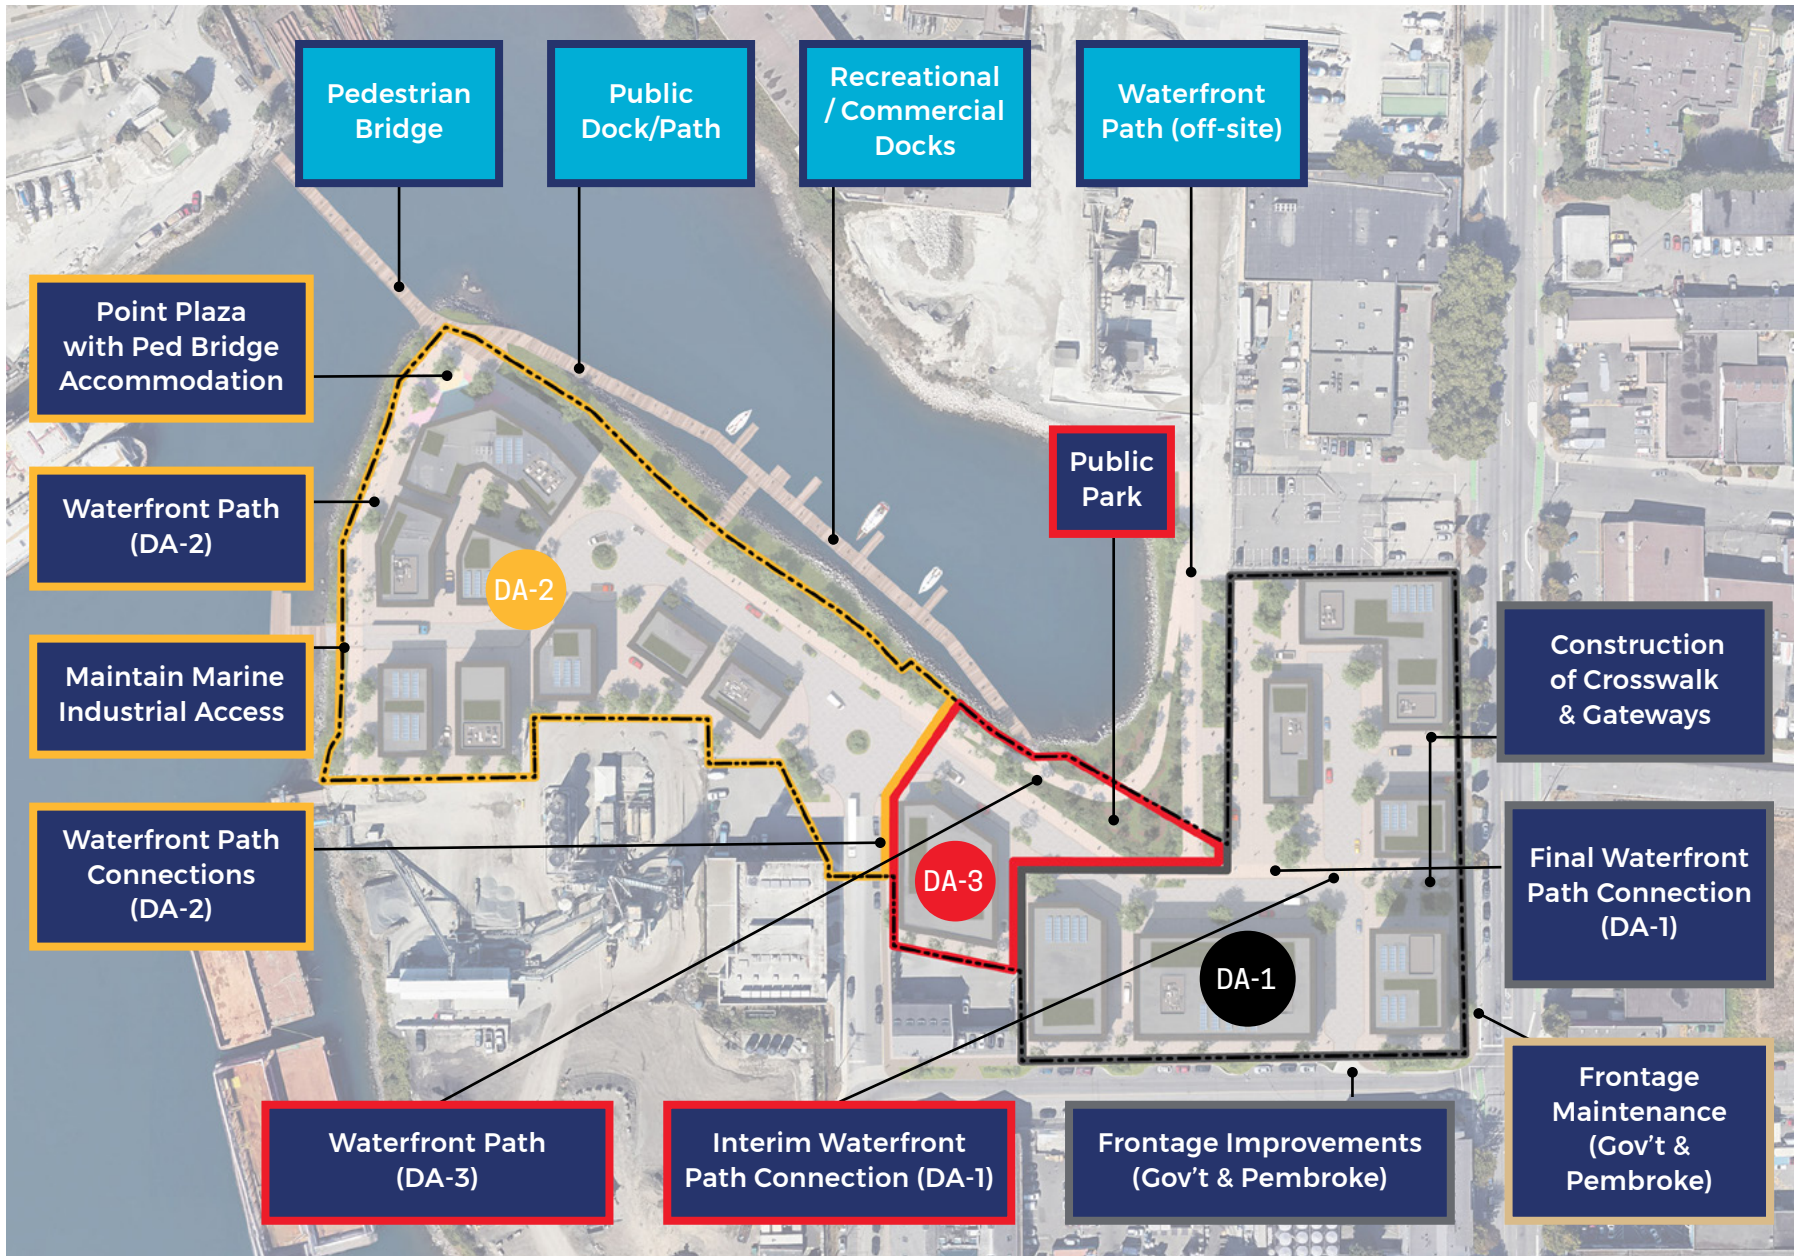 Pedestrian
Bridge
Public
Dock/Path
Recreational
/ Commercial
Docks
Waterfront
Path (off-site)
Point Plaza
with Ped Bridge
Accommodation
Public
Park
Waterfront Path
(DA-2)
DA-2
Maintain Marine
Industrial Access
Construction
of Crosswalk
& Gateways
Waterfront Path
Connections
(DA-2)
DA-3
Final Waterfront
Path Connection
(DA-1)
DA-1
Waterfront Path
(DA-3)
Interim Waterfront
Path Connection (DA-1)
Frontage Improvements
(Gov't & Pembroke)
Frontage
Maintenance
(Gov't &
Pembroke)